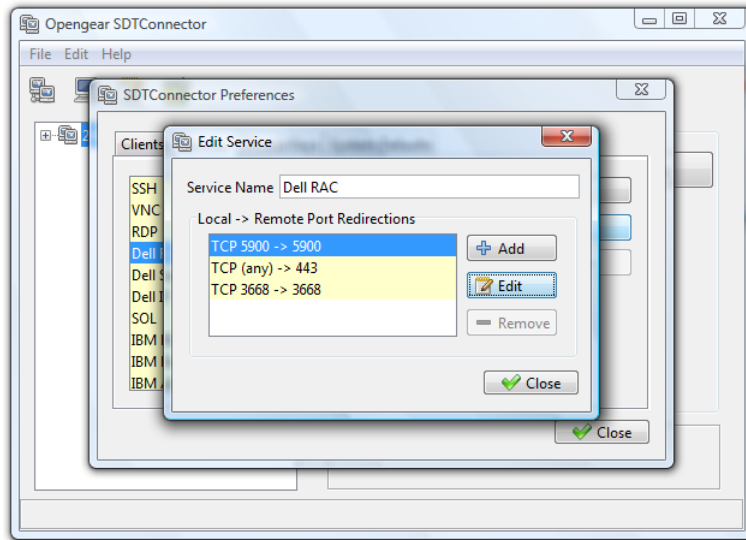 Opengear SDTConnector
File Edit Help
SDTConnector Preferences
Clients
Edit Service
Service Name Dell RAC
Local -> Remote Port Redirections
TCP 5900 -> 5900
TCP (any) -> 443
TCP 3668 -> 3668
Add
Edit
Remove
Close
SSH
VNC
RDP
Dell
Dell
Dell
SOL
IBM
IBM
IBM
Close